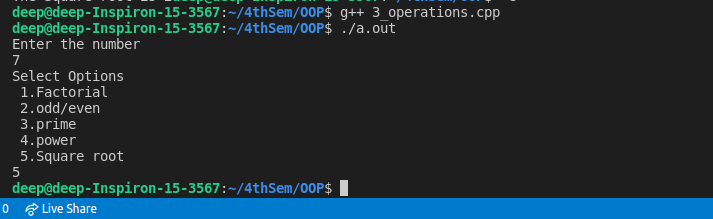 deep@deep-Inspiron-15-3567:~/4thSem/OOP$ g++ 3_operations.cpp
deep@deep-Inspiron-15-3567:~/4thSem/OOP$ ./a.out
Enter the number
7
Select Options
 1.Factorial
 2.odd/even
 3.prime
 4.power
 5.Square root
5
deep@deep-Inspiron-15-3567:~/4thSem/OOP$
0 Live Share